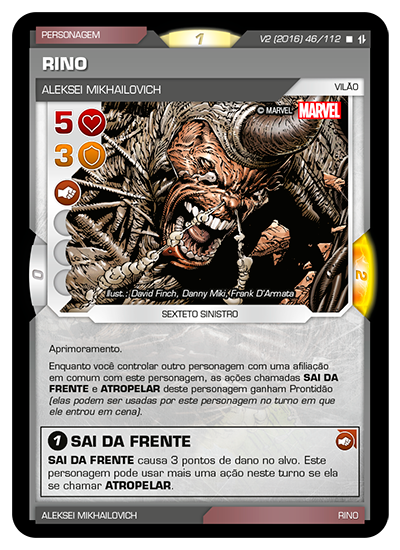 PERSONAGEM
1
V2 (2016) 46/112
RINO
ALEKSEI MIKHAILOVICH
VILÃO
5
© MARVEL MARVEL
3
0
2
Illust.: David Finch, Danny Miki, Frank D'Armata
SEXTETO SINISTRO
Aprimoramento.
Enquanto você controlar outro personagem com uma afiliação
em comum com este personagem, as ações chamadas SAI DA
FRENTE e ATROPELAR deste personagem ganham Prontidão
(elas podem ser usadas por este personagem no turno em que
ele entrou em cena).
1 SAI DA FRENTE
SAI DA FRENTE causa 3 pontos de dano no alvo. Este
personagem pode usar mais uma ação neste turno se ela
se chamar ATROPELAR.
ALEKSEI MIKHAILOVICH
RINO